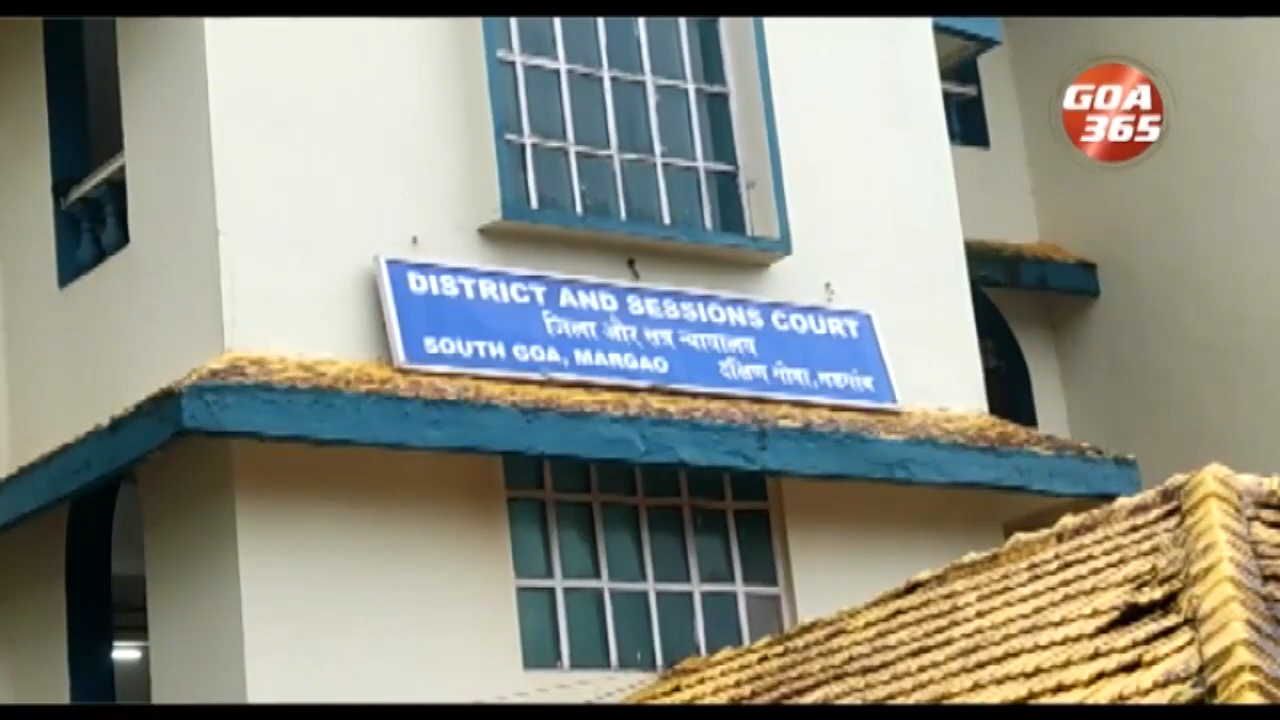 GOA
365
DISTRICT AND SESSIONS COURT
जिला और सत्र न्यायालय
SOUTH GOA, MARGAO दक्षिण गोवा, मडगांव